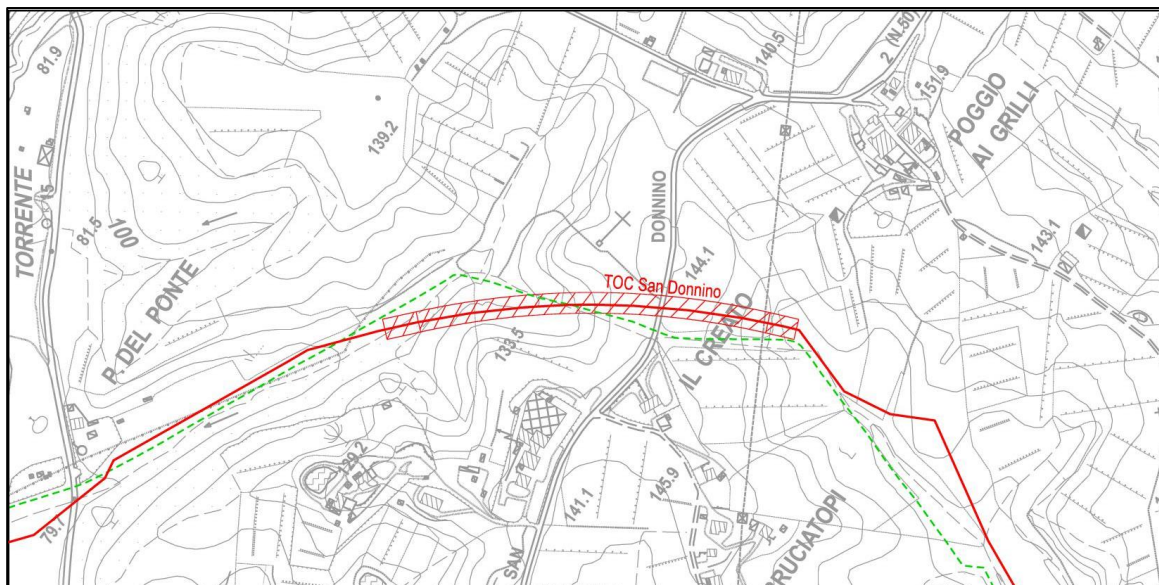 81.9
139.2
140.5
2 (N.50)
151.9
POGGIO
AI GRILLI
TORRENTE
15
81.5
100
P. DEL PONTE
DONNINO
144.1
143.1
TOC San Donnino
133.5
IL CREATO
139.2
141.1
145.9
79.7
SAN
BRUCIATOPI